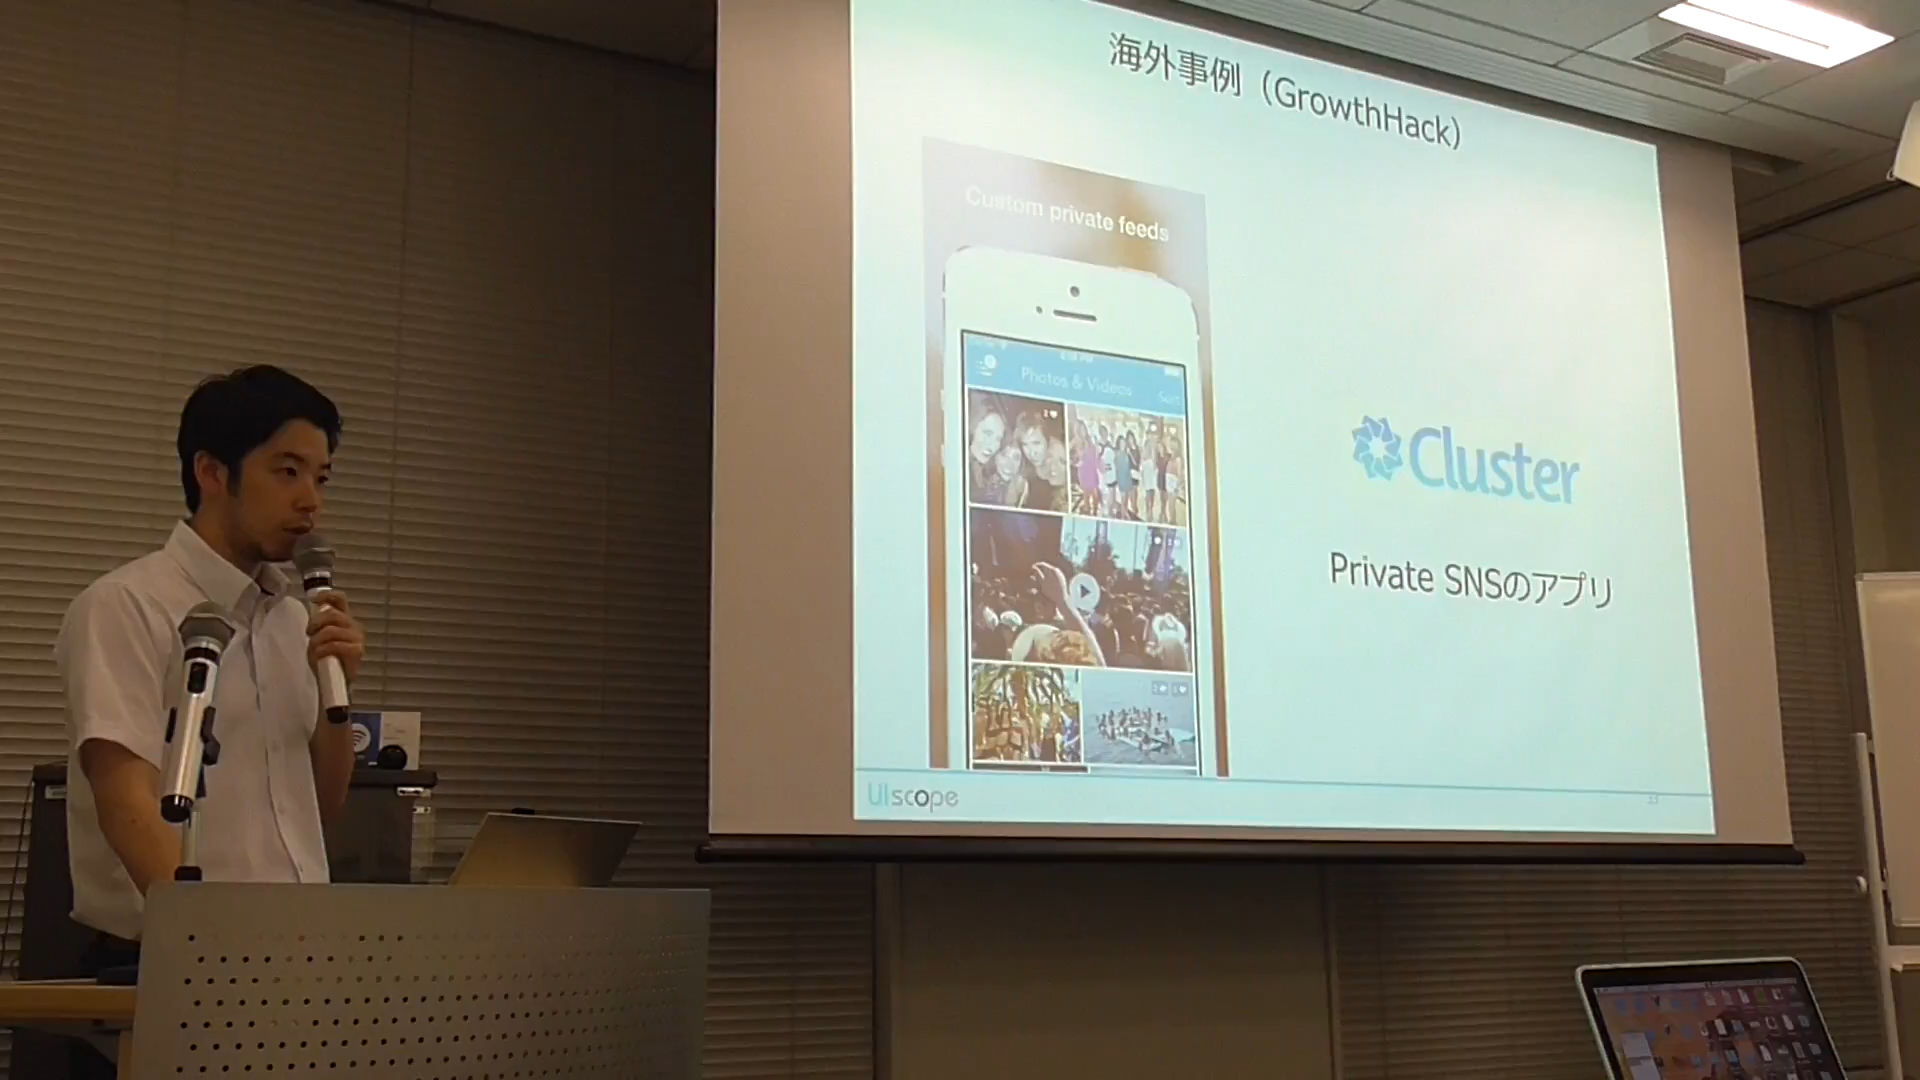 海外事例（GrowthHack）
Custom private feeds
Photos & Videos
Sort
Cluster
Private SNSのアプリ
UIscope